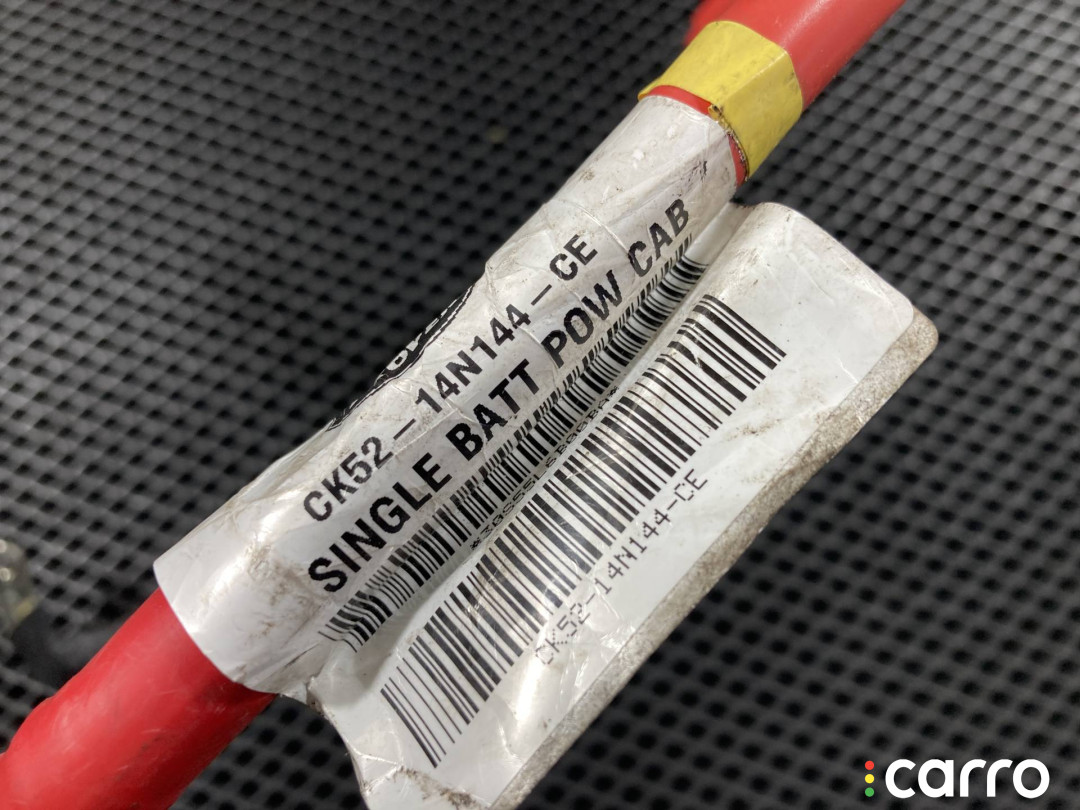 CK52-14N144-CE
SINGLE BATT POW CAB
CK52-14N144-CE
carro